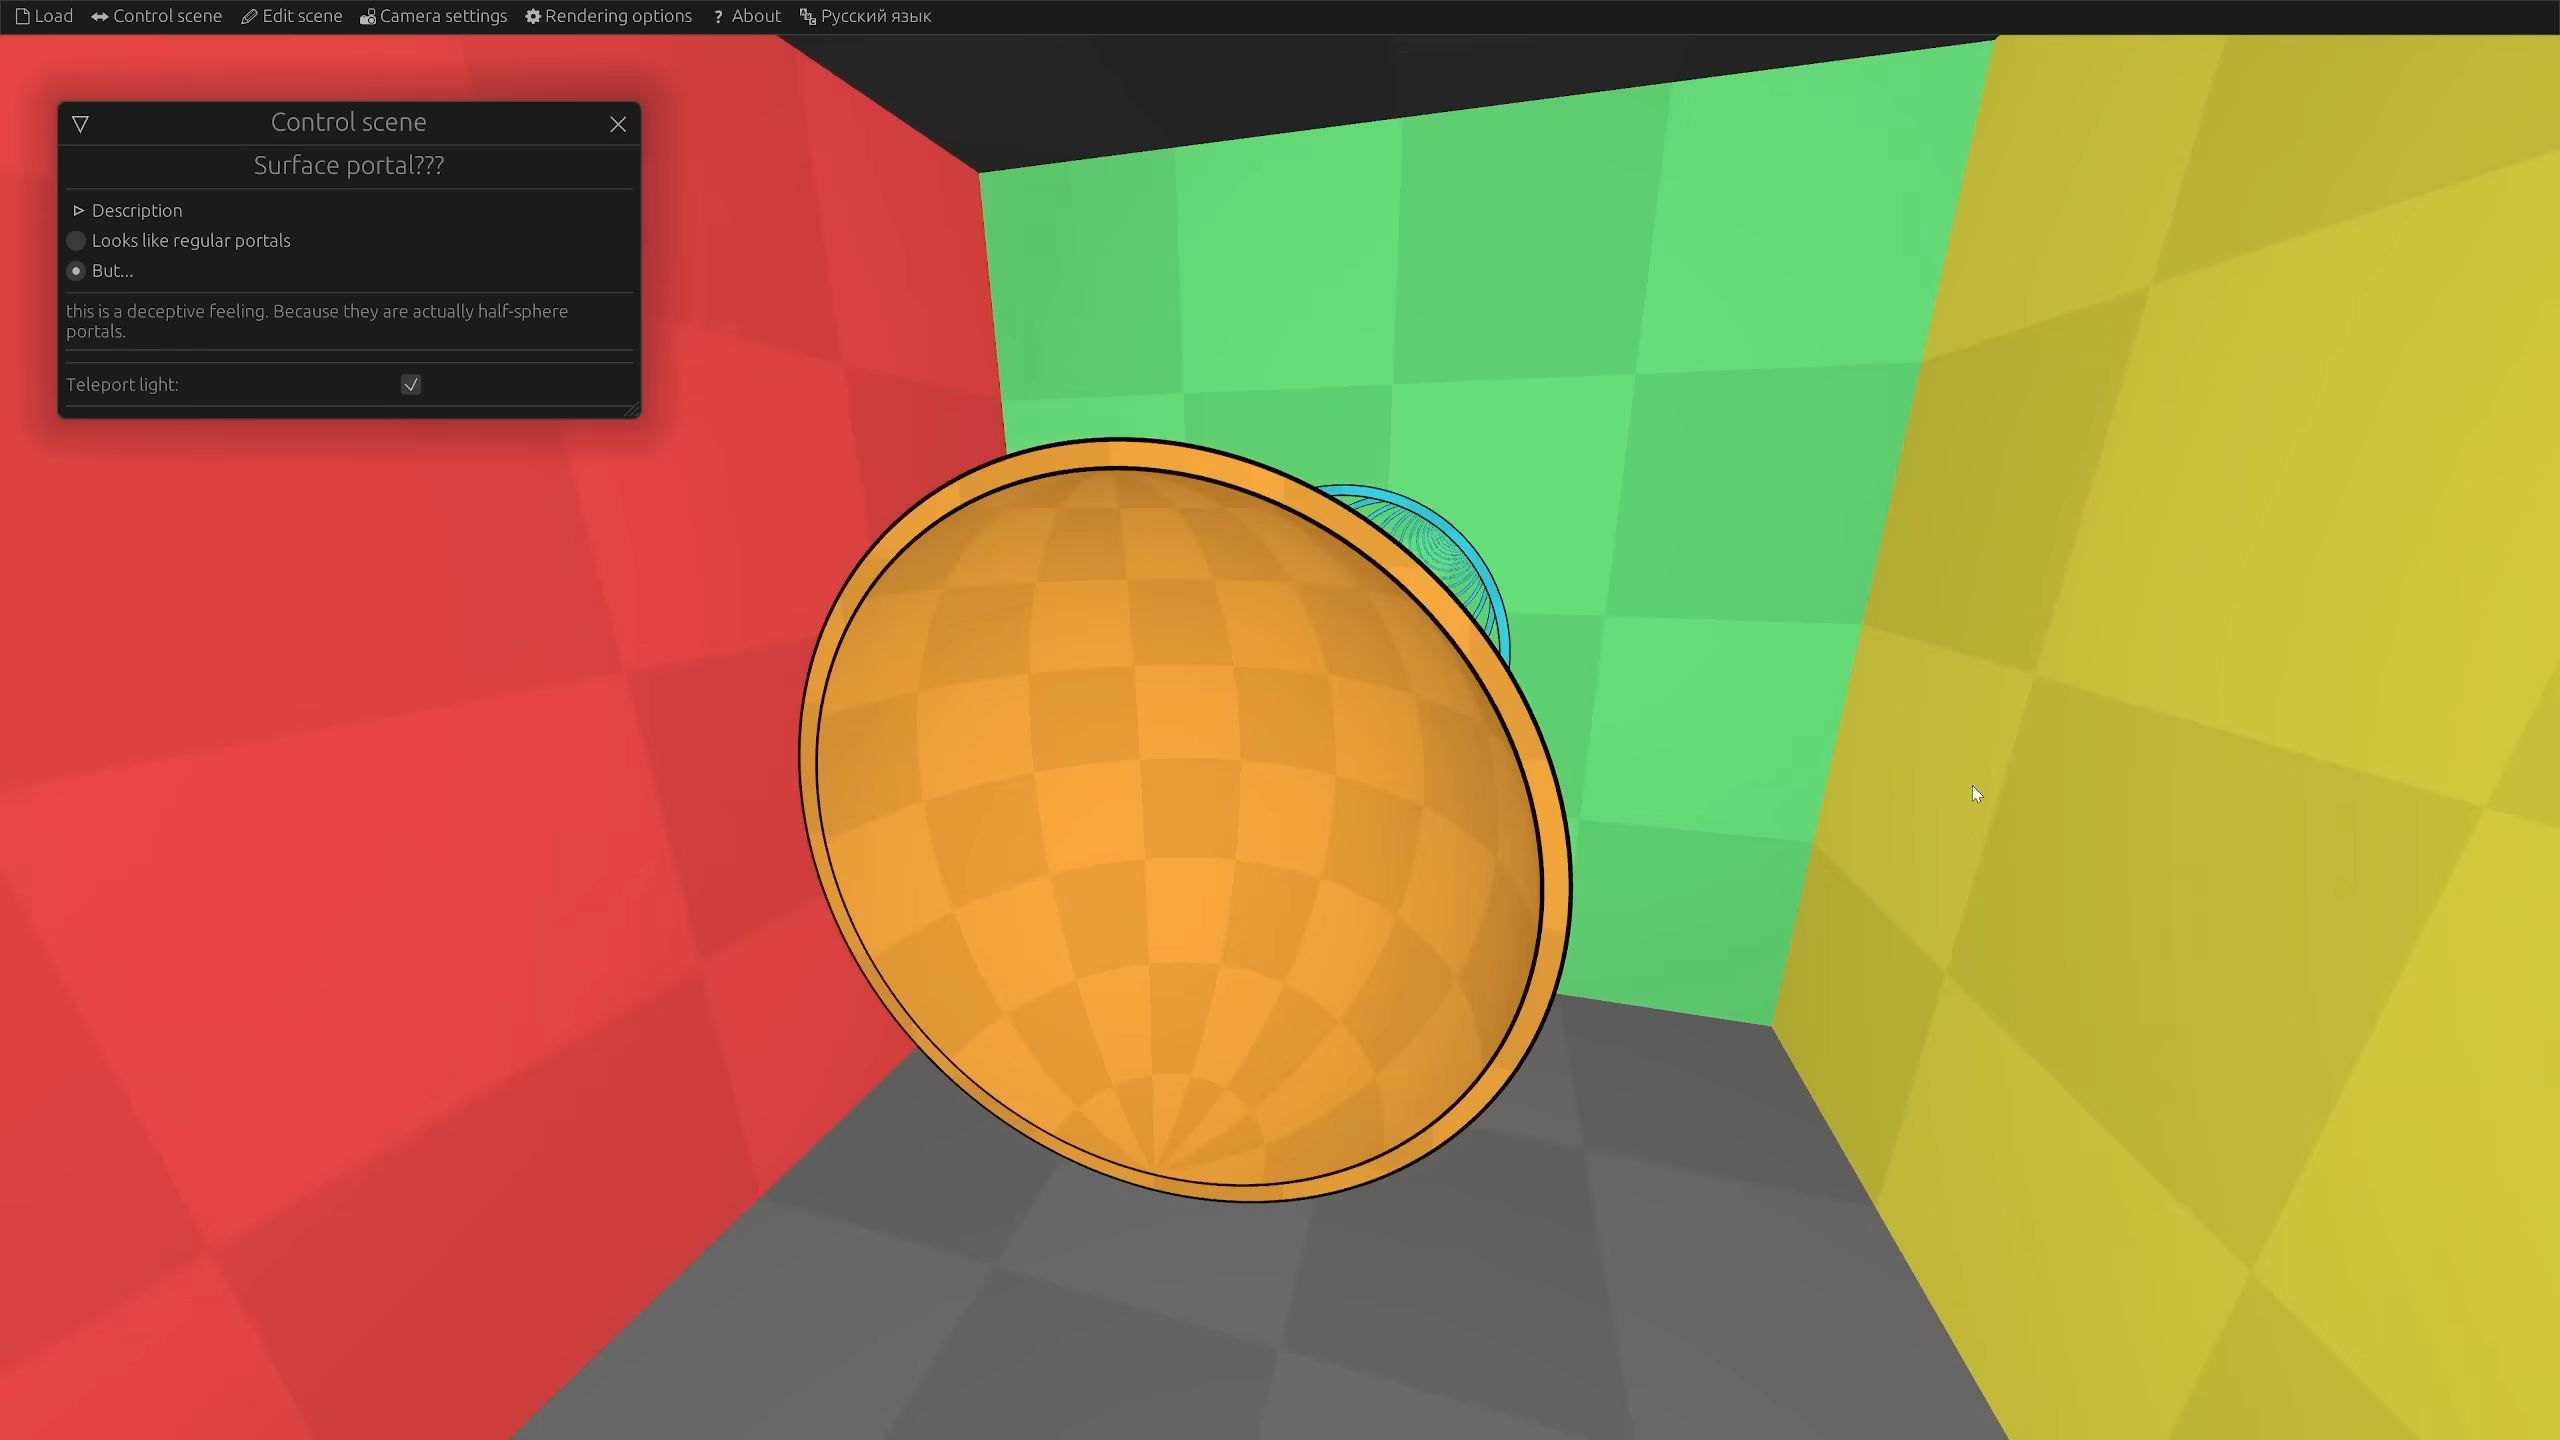 Load Control scene Edit scene Camera settings Rendering options ? About Русский язык
Control scene
Surface portal???
Description
Looks like regular portals
But...
this is a deceptive feeling. Because they are actually half-sphere
portals.
Teleport light: